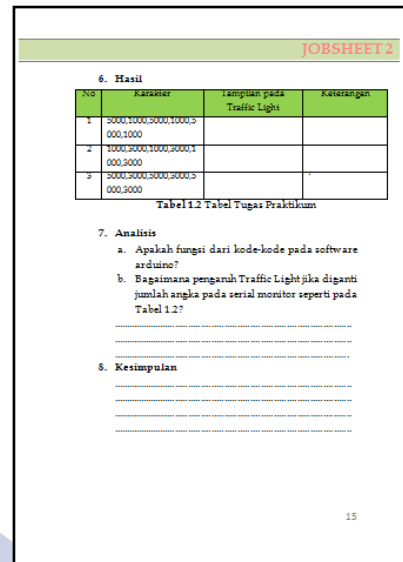 JOBSHEET 2
6. Hasil
No Karakter Tampilan pada Traffic Light Keterangan
1 5000,1000,5000,1000,5
000,1000
2 1000,3000,1000,3000,1
000,3000
3 5000,3000,5000,3000,5
000,3000
Tabel 1.2 Tabel Tugas Praktikum
7. Analisis
a. Apakah fungsi dari kode-kode pada software
arduino?
b. Bagaimana pengaruh Traffic Light jika diganti
jumlah angka pada serial monitor seperti pada
Tabel 1.2?
8. Kesimpulan
15